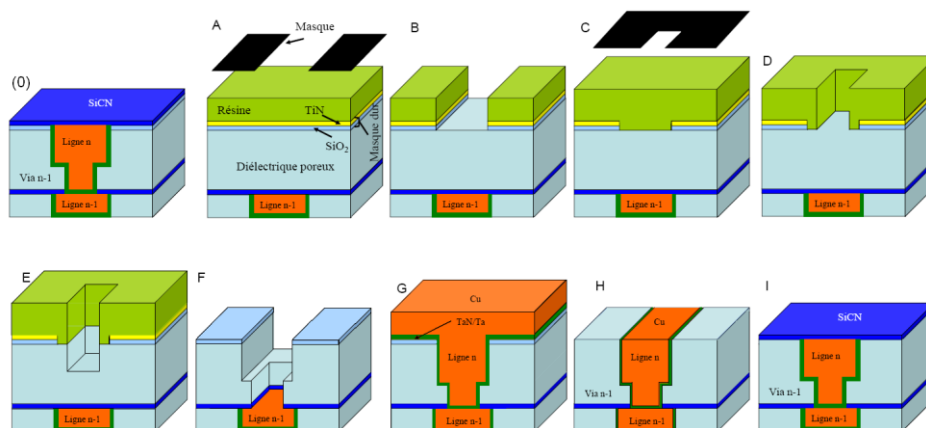 A
Masque
B
C
D
(0)
SiCN
Ligne n
Via n-1
Ligne n-1
Résine
TiN
Masque dur
SiO2
Diélectrique poreux
Ligne n-1
Ligne n-1
Ligne n-1
Ligne n-1
E
F
G
H
I
Cu
TaN/Ta
Ligne n
Ligne n-1
Cu
Ligne n
Via n-1
Ligne n-1
SiCN
Ligne n
Via n-1
Ligne n-1
Ligne n-1
Ligne n-1